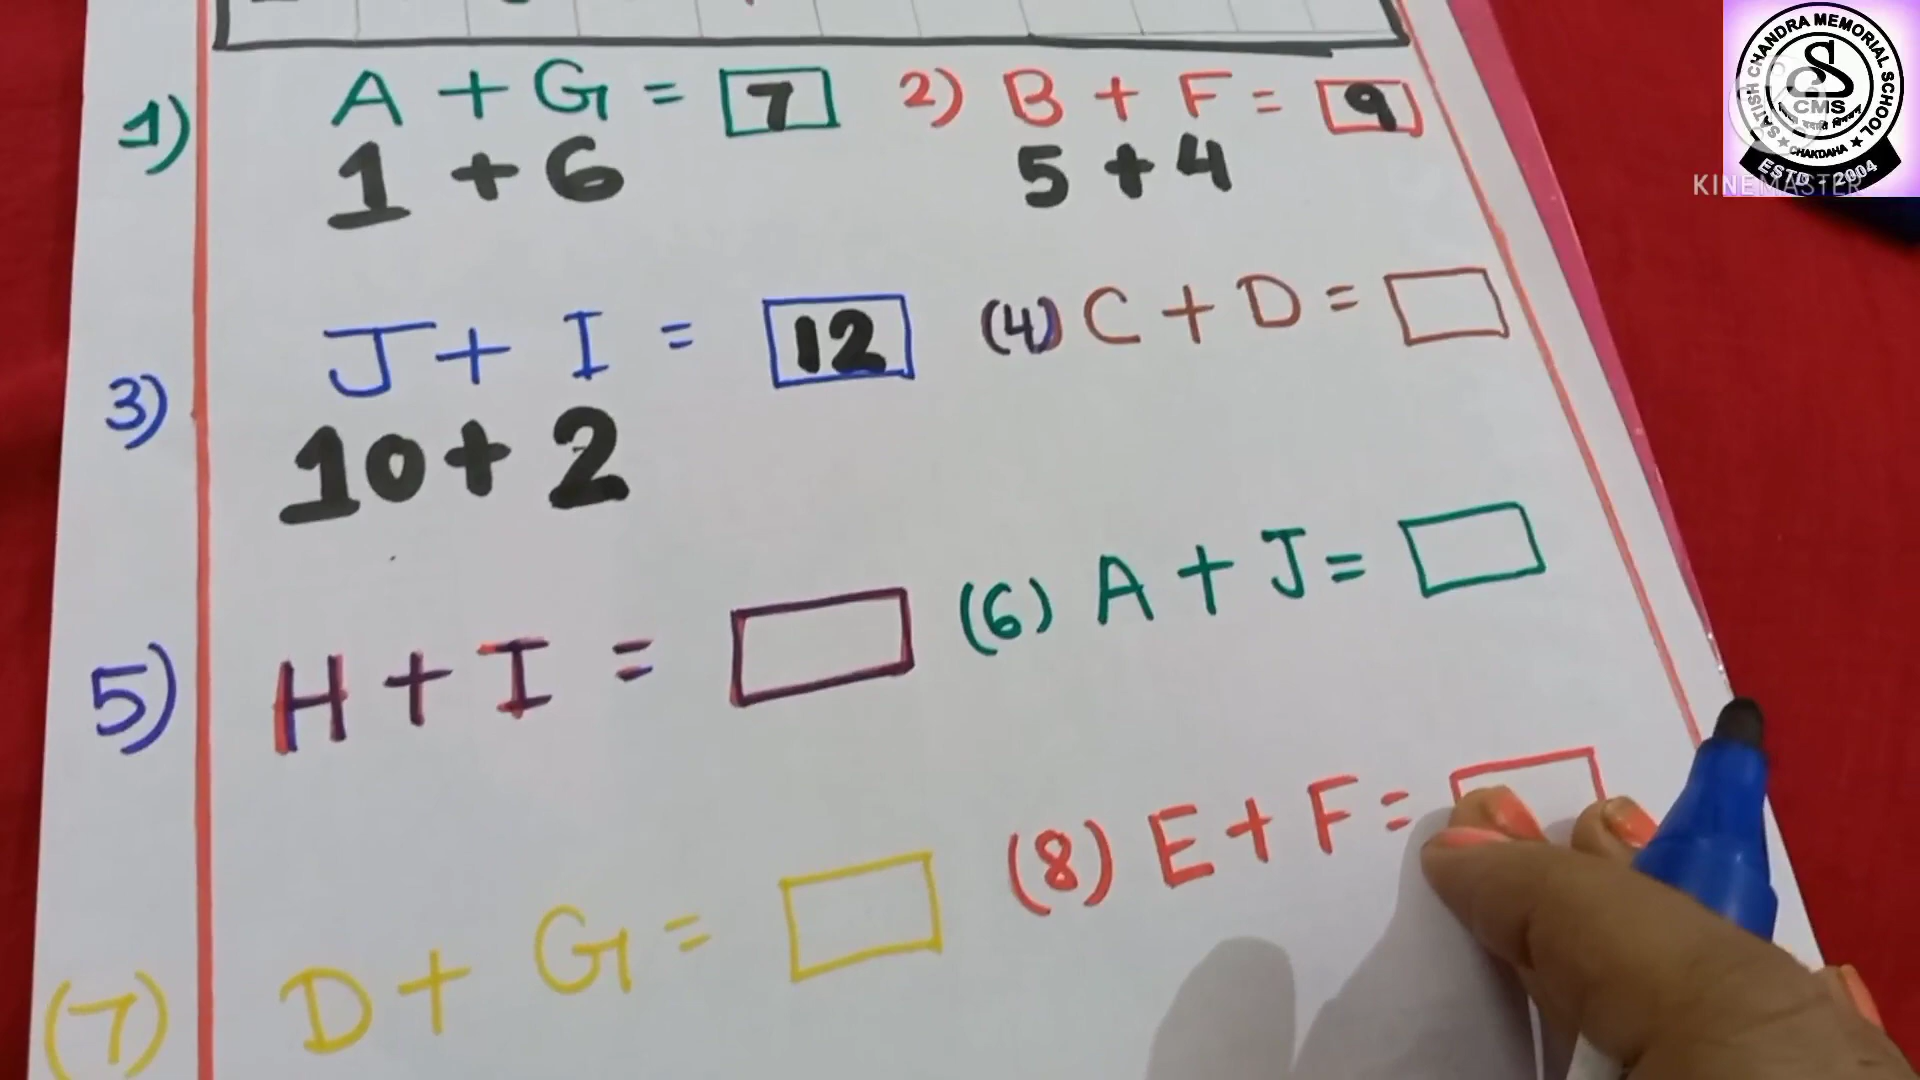 1) A + G = 7 2) B + F = 9
1 + 6 5 + 4
3) J + I = 12 (4) C + D =
10 + 2
5) H + I = (6) A + J =
(7) D + G = (8) E + F =
SATISH CHANDRA MEMORIAL SCHOOL
S
CMS
CHAKDAHA
ESTD - 2004
KINEMASTER